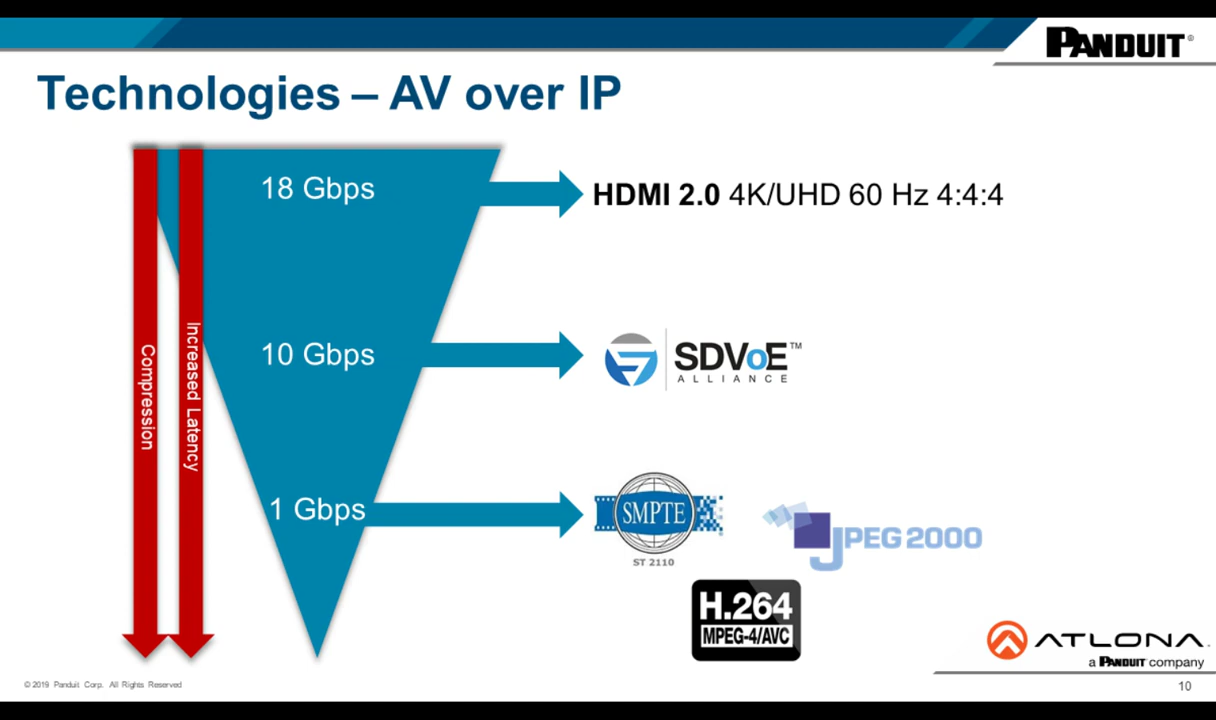 PANDUIT®
Technologies – AV over IP
18 Gbps
HDMI 2.0 4K/UHD 60 Hz 4:4:4
Compression
Increased Latency
10 Gbps
SDVoE™
ALLIANCE
1 Gbps
SMPTE
ST 2110
JPEG 2000
H.264
MPEG-4/AVC
ATLONA.
a PANDUIT company
© 2019 Panduit Corp. All Rights Reserved
10